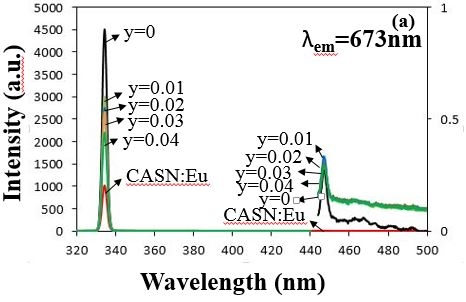 (a)
λem=673nm
Intensity (a.u.)
5000
4500
4000
3500
3000
2500
2000
1500
1000
500
0
1
0.5
0
y=0
y=0.01
y=0.02
y=0.03
y=0.04
CASN:Eu
y=0.01
y=0.02
y=0.03
y=0.04
y=0
CASN:Eu
320 340 360 380 400 420 440 460 480 500
Wavelength (nm)